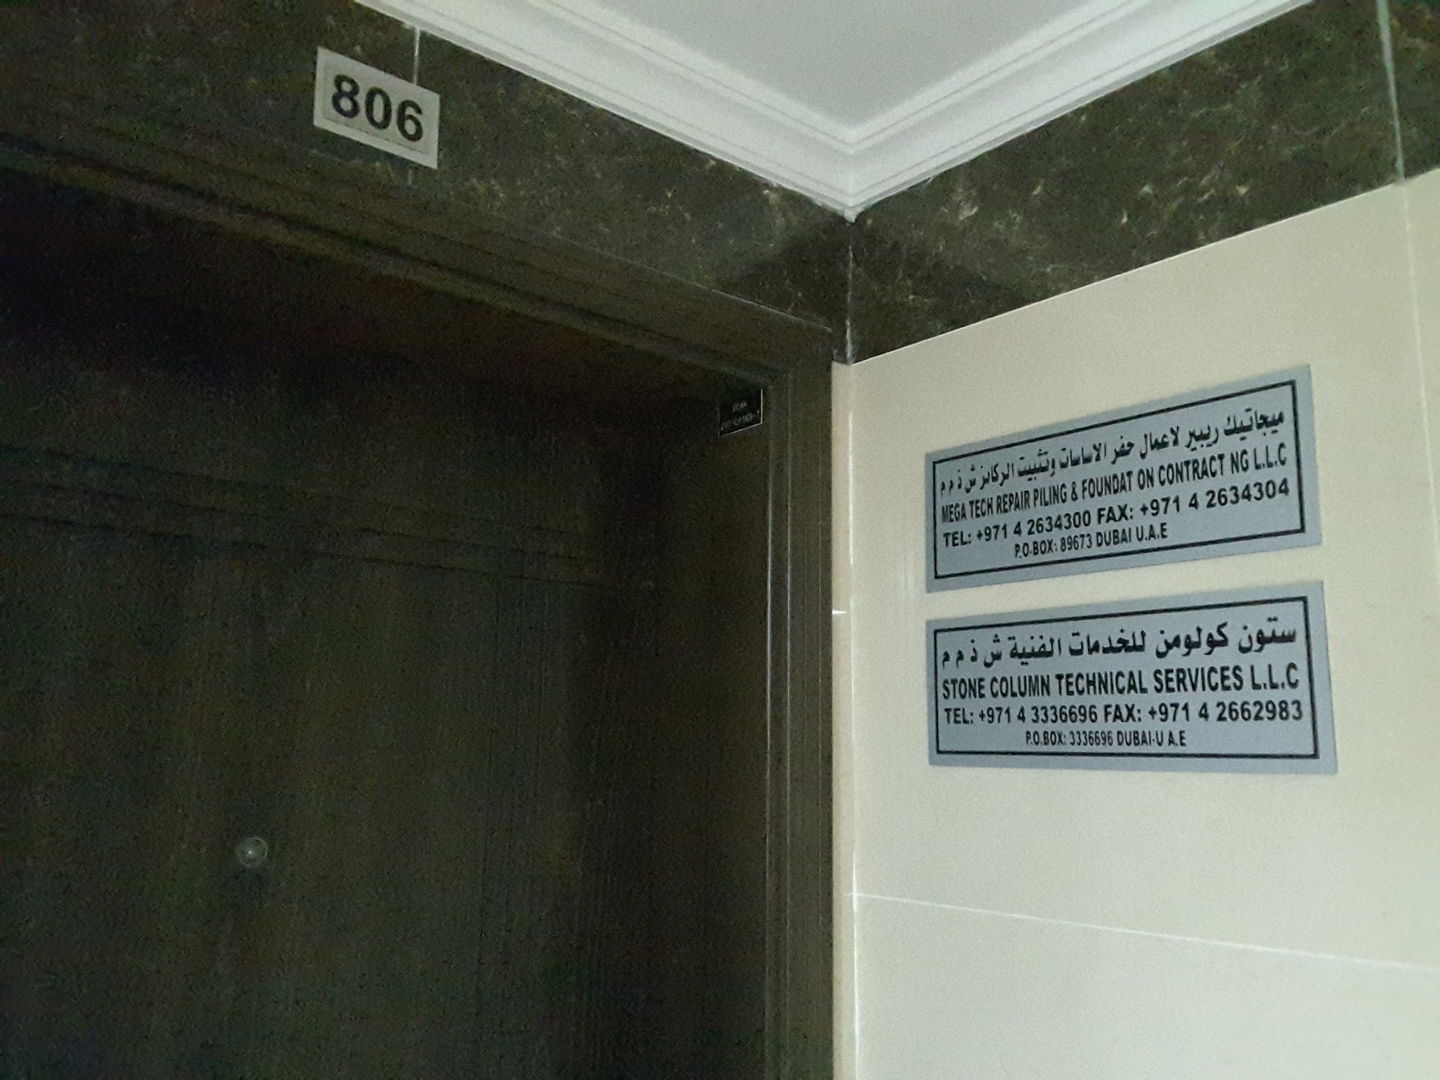 806
ميجاتيك ريبير لاعمال حفر الاساسات وتثبيت الركايز ش ذ م م
MEGA TECH REPAIR PILING & FOUNDAT ON CONTRACT NG L.L.C
TEL: +971 4 2634300 FAX: +971 4 2634304
P.O.BOX: 89673 DUBAI U.A.E
ستون كولومن للخدمات الفنية ش ذ م م
STONE COLUMN TECHNICAL SERVICES L.L.C
TEL: +971 4 3336696 FAX: +971 4 2662983
P.O.BOX: 3336696 DUBAI-U A.E